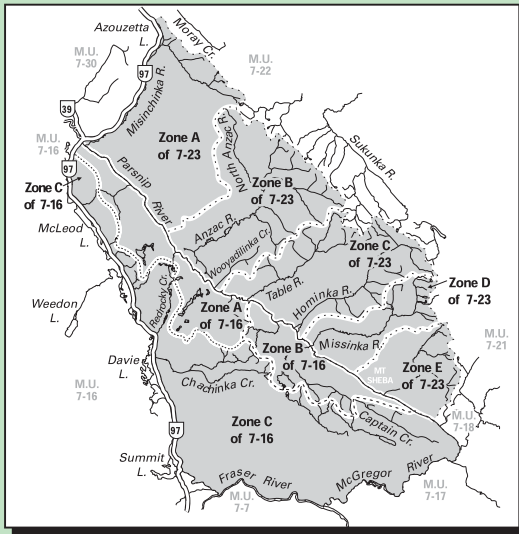 Azouzetta
L.
Moray Cr.
M.U.
7-30
M.U.
7-22
97
Misinchinka R.
39
M.U.
7-16
Zone A
of 7-23
North Anzac R.
Sukunka R.
97
Parsnip
River
Zone C
of 7-16
Zone B
of 7-23
McLeod
L.
Anzac R.
Wooyadilinka Cr.
Zone C
of 7-23
Table R.
Zone D
of 7-23
Hominka R.
Redrocky Cr.
Weedon
L.
Zone A
of 7-16
Zone B
of 7-16
Missinka R.
M.U.
7-21
Davie
L.
MT
SHEBA
Zone E
of 7-23
M.U.
7-16
Chachinka Cr.
M.U.
7-18
Captain Cr.
Zone C
of 7-16
97
Summit
L.
Fraser River
McGregor River
M.U.
7-7
M.U.
7-17